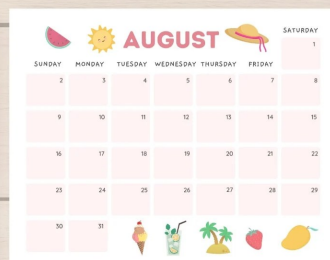 AUGUST
SATURDAY
SUNDAY MONDAY TUESDAY WEDNESDAY THURSDAY FRIDAY
1
2 3 4 5 6 7 8
9 10 11 12 13 14 15
16 17 18 19 20 21 22
23 24 25 26 27 28 29
30 31